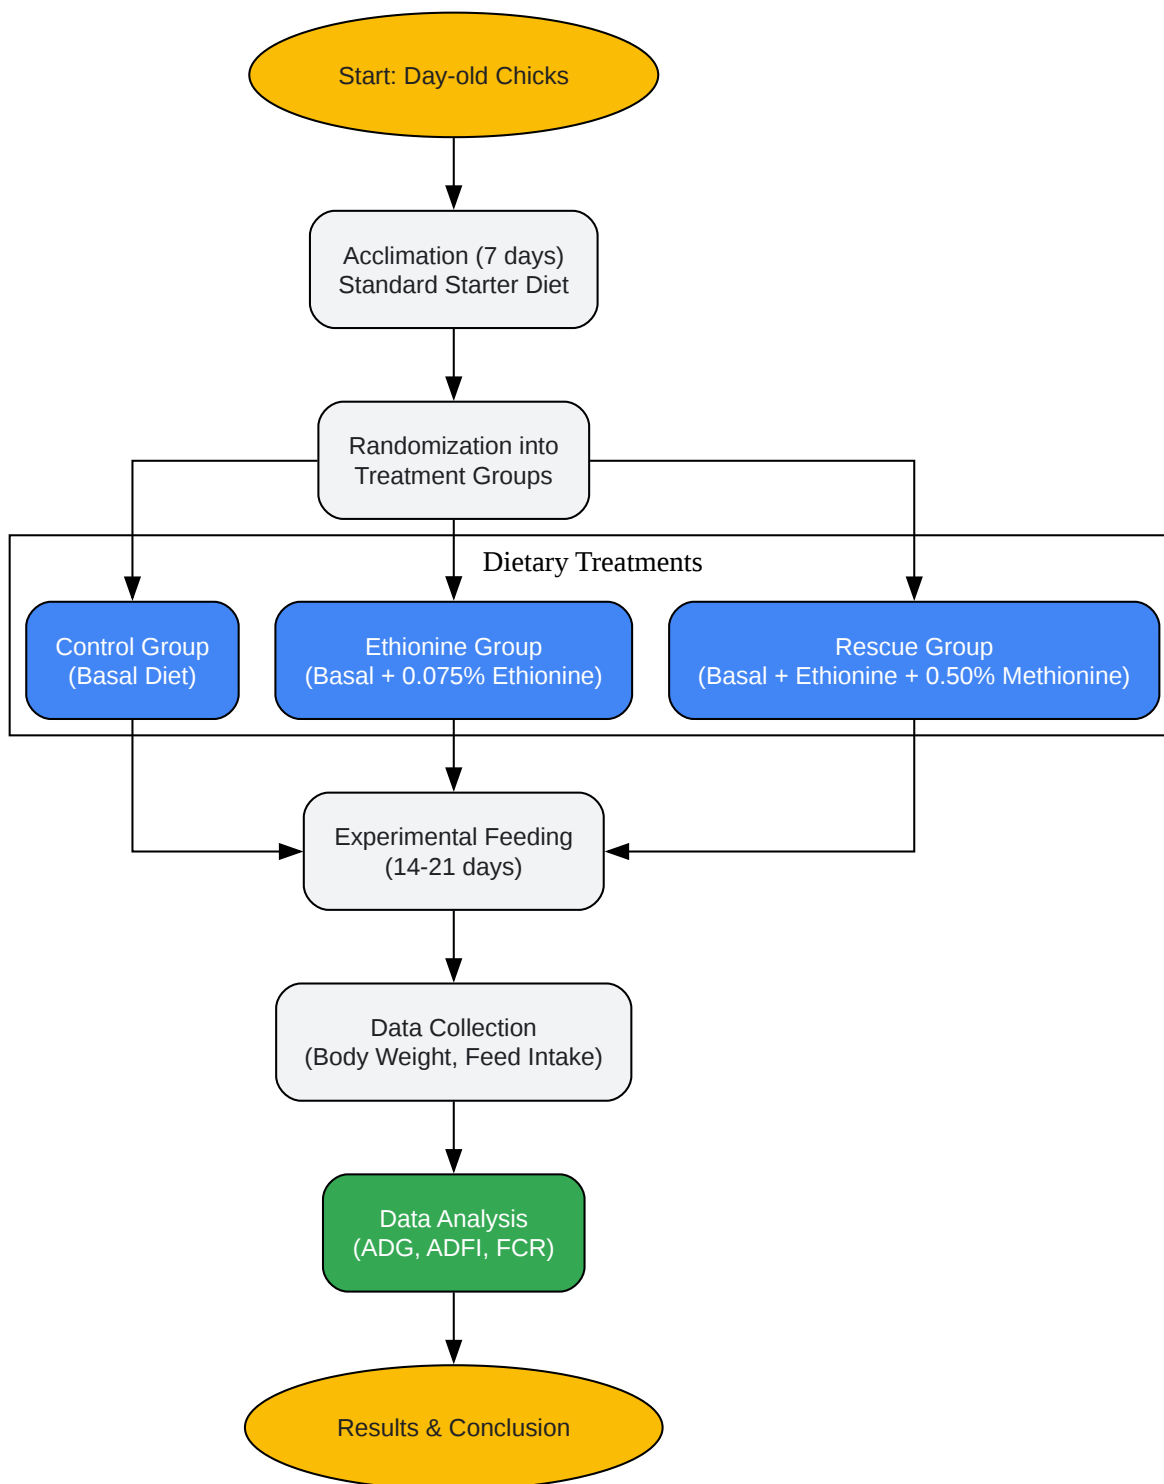 Start: Day-old Chicks
Acclimation (7 days)
Standard Starter Diet
Randomization into
Treatment Groups
Dietary Treatments
Control Group
(Basal Diet)
Ethionine Group
(Basal + 0.075% Ethionine)
Rescue Group
(Basal + Ethionine + 0.50% Methionine)
Experimental Feeding
(14-21 days)
Data Collection
(Body Weight, Feed Intake)
Data Analysis
(ADG, ADFI, FCR)
Results & Conclusion